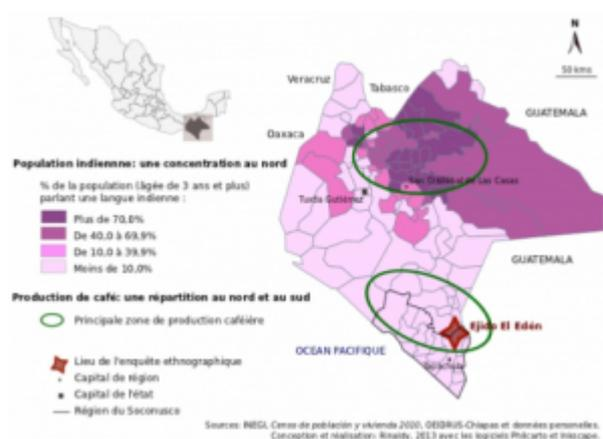 N
50 kms
Veracruz
Tabasco
GUATEMALA
Oaxaca
Population indienne: une concentration au nord
San Cristobal de Las Casas
% de la population (âgée de 3 ans et plus)
parlant une langue indienne :
Tuxtla Gutiérrez
Plus de 70,0%
De 40,0 à 69,9%
De 10,0 à 39,9%
Moins de 10,0%
GUATEMALA
Production de café: une répartition au nord et au sud
Principale zone de production caféière
Ejido El Edén
OCEAN PACIFIQUE
Lieu de l'enquête ethnographique
Capital de région
Capital de l'état
Région du Soconusco
Sources: INEGI, Censo de población y vivienda 2020, OEIDRUS-Chiapas et données personelles.
Conception et réalisation: 2013 avec les logiciels Philcarto et Inkscape.